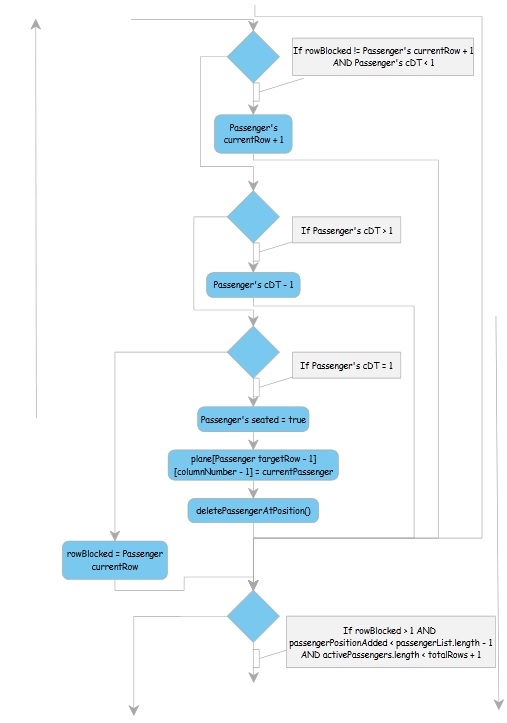 If rowBlocked != Passenger's currentRow + 1
AND Passenger's cDT < 1
Passenger's
currentRow + 1
If Passenger's cDT > 1
Passenger's cDT - 1
If Passenger's cDT = 1
Passenger's seated = true
plane[Passenger targetRow - 1]
[columnNumber - 1] = currentPassenger
deletePassengerAtPosition()
rowBlocked = Passenger
currentRow
If rowBlocked > 1 AND
passengerPositionAdded < passengerList.length - 1
AND activePassengers.length < totalRows + 1